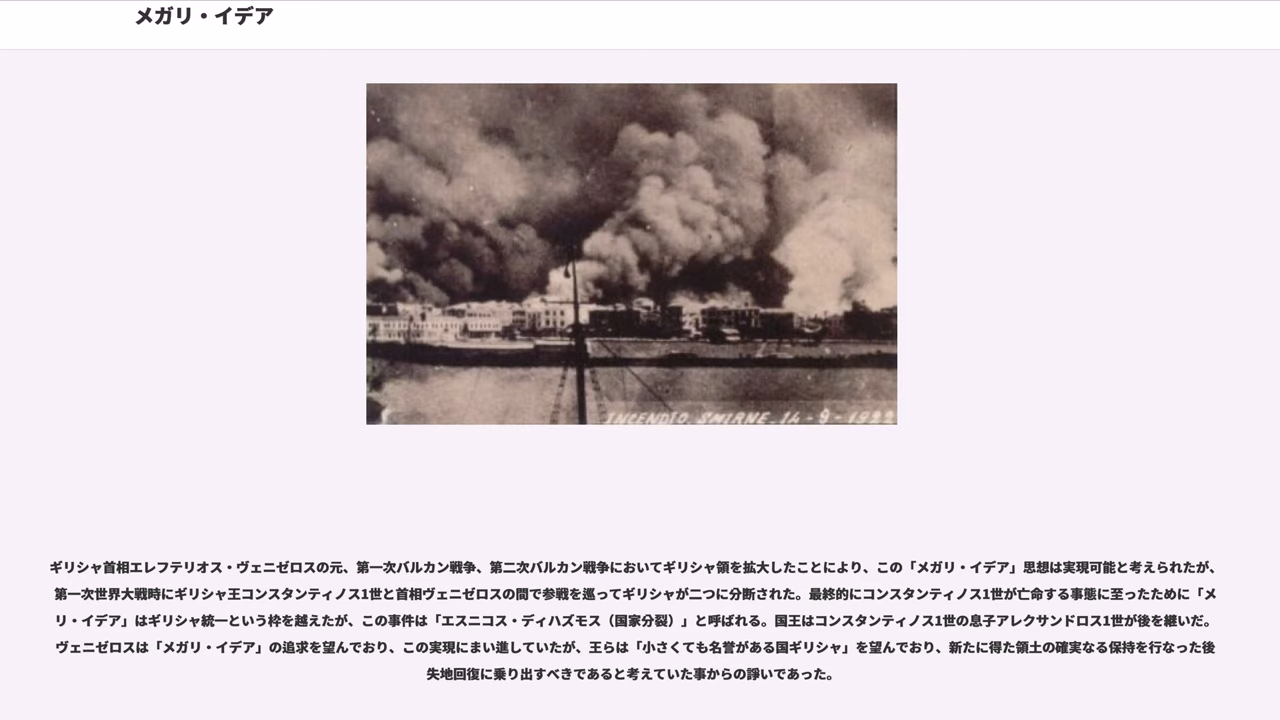 メガリ・イデア
INCENDIO. SMIRNE. 14 - 9 - 1922
ギリシャ首相エレフテリオス・ヴェニゼロスの元、第一次バルカン戦争、第二次バルカン戦争においてギリシャ領を拡大したことにより、この「メガリ・イデア」思想は実現可能と考えられたが、
第一次世界大戦時にギリシャ王コンスタンティノス1世と首相ヴェニゼロスの間で参戦を巡ってギリシャが二つに分断された。最終的にコンスタンティノス1世が亡命する事態に至ったために「メ
リ・イデア」はギリシャ統一という枠を越えたが、この事件は「エスニコス・ディハズモス（国家分裂）」と呼ばれる。国王はコンスタンティノス1世の息子アレクサンドロス1世が後を継いだ。
ヴェニゼロスは「メガリ・イデア」の追求を望んでおり、この実現にまい進していたが、王らは「小さくても名誉がある国ギリシャ」を望んでおり、新たに得た領土の確実なる保持を行なった後
失地回復に乗り出すべきであると考えていた事からの諍いであった。